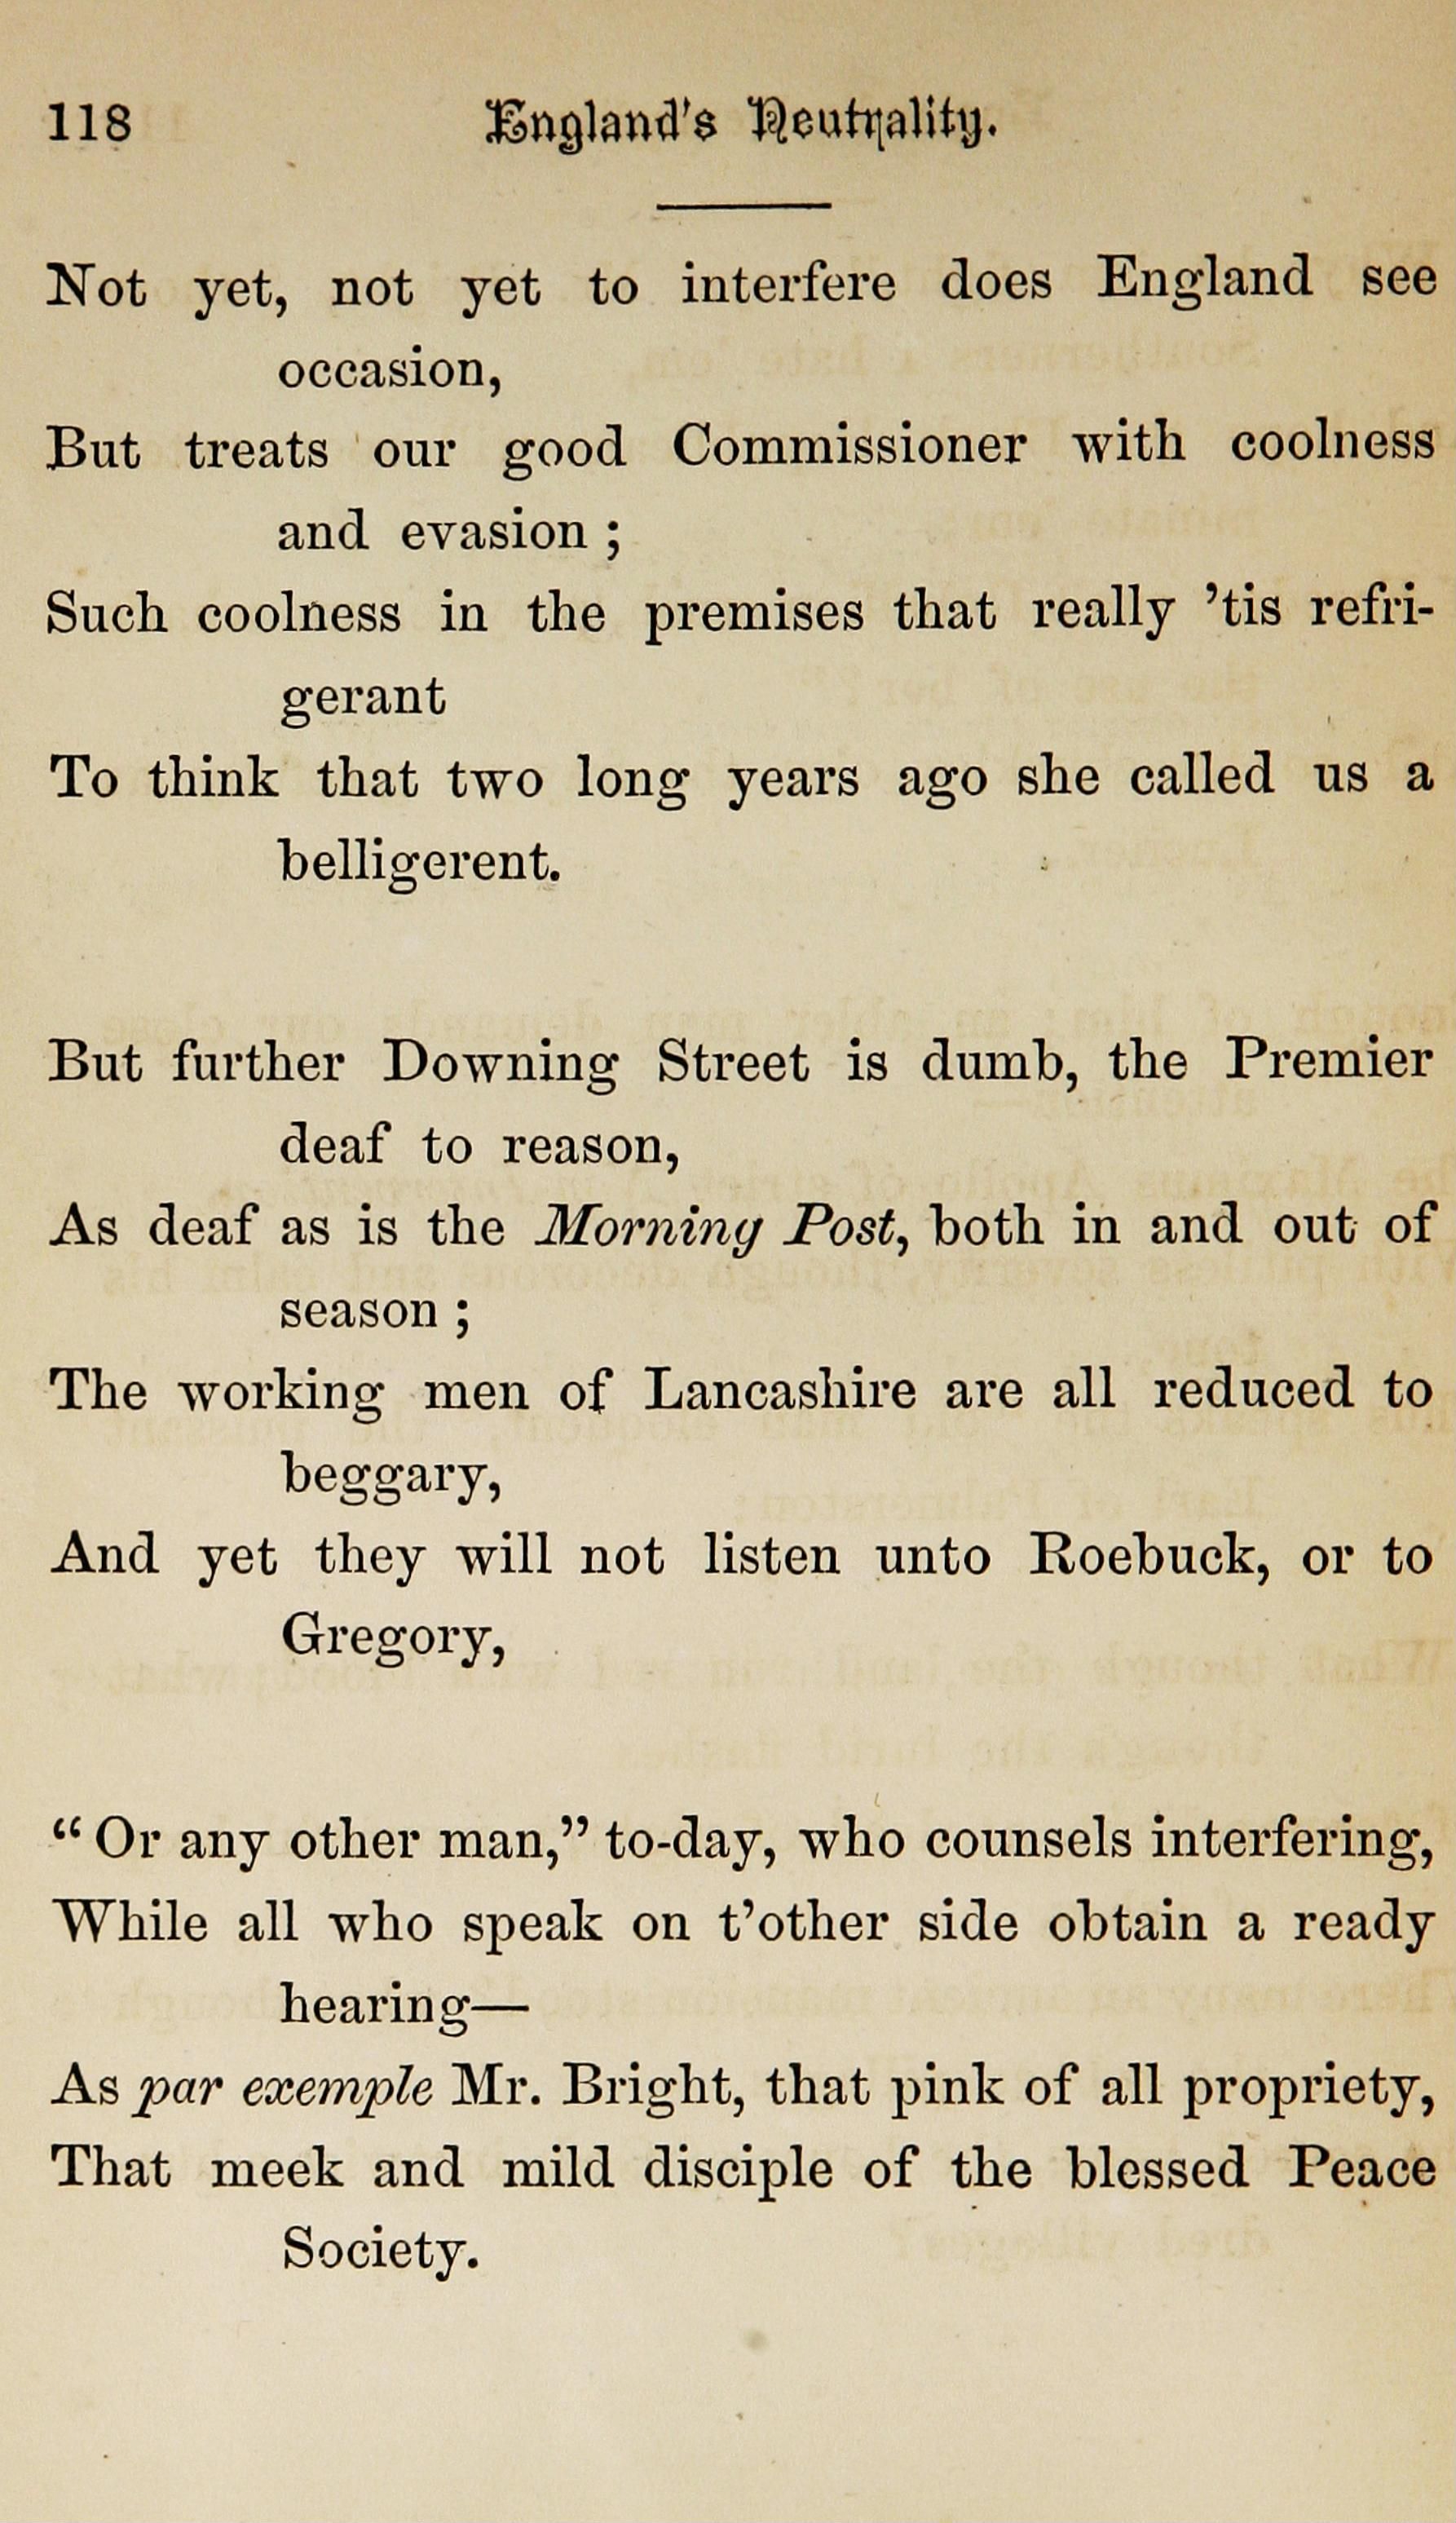 118 England's Neutrality.
Not yet, not yet to interfere does England see
occasion,
But treats our good Commissioner with coolness
and evasion ;
Such coolness in the premises that really ’tis refri-
gerant
To think that two long years ago she called us a
belligerent.
But further Downing Street is dumb, the Premier
deaf to reason,
As deaf as is the Morning Post, both in and out of
season ;
The working men of Lancashire are all reduced to
beggary,
And yet they will not listen unto Roebuck, or to
Gregory,
“ Or any other man,” to-day, who counsels interfering,
While all who speak on t’other side obtain a ready
hearing—
As par exemple Mr. Bright, that pink of all propriety,
That meek and mild disciple of the blessed Peace
Society.